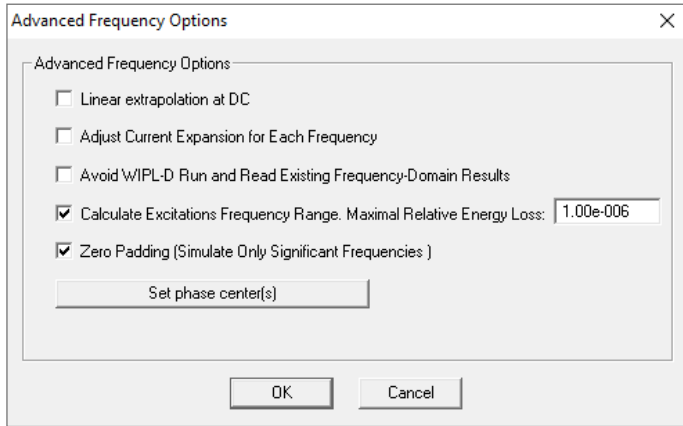 Advanced Frequency Options
Advanced Frequency Options
Linear extrapolation at DC
Adjust Current Expansion for Each Frequency
Avoid WIPL-D Run and Read Existing Frequency-Domain Results
Calculate Excitations Frequency Range. Maximal Relative Energy Loss: 1.00e-006
Zero Padding (Simulate Only Significant Frequencies )
Set phase center(s)
OK Cancel